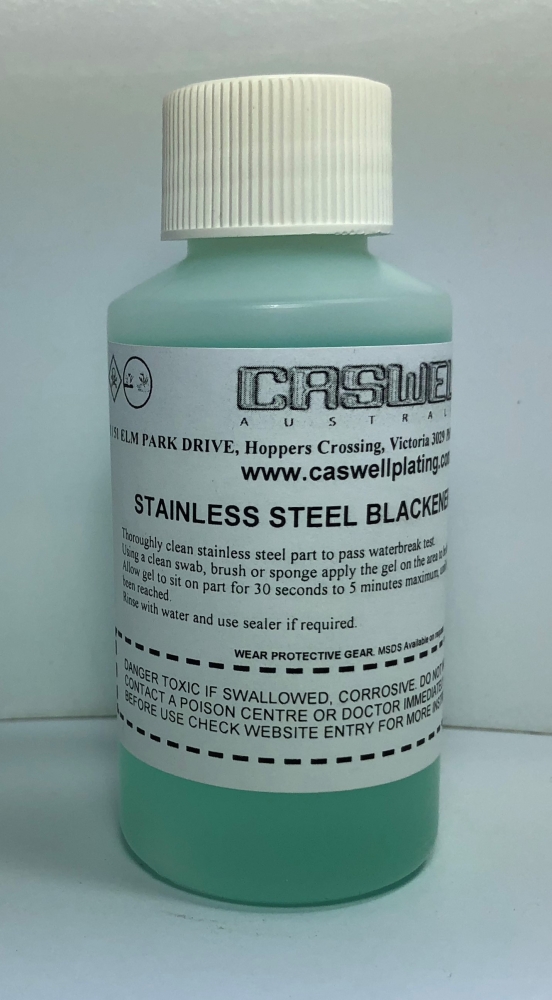 CASWEL
AUSTRAL
151 ELM PARK DRIVE, Hoppers Crossing, Victoria 3029
www.caswellplating.com
STAINLESS STEEL BLACKENE
Thoroughly clean stainless steel part to pass waterbreak test.
Using a clean swab, brush or sponge apply the gel on the area to
Allow gel to sit on part for 30 seconds to 5 minutes maximum,
been reached.
Rinse with water and use sealer if required.
WEAR PROTECTIVE GEAR. MSDS Available on
DANGER TOXIC IF SWALLOWED, CORROSIVE. DO NOT
CONTACT A POISON CENTRE OR DOCTOR IMMEDIATE
BEFORE USE CHECK WEBSITE ENTRY FOR MORE